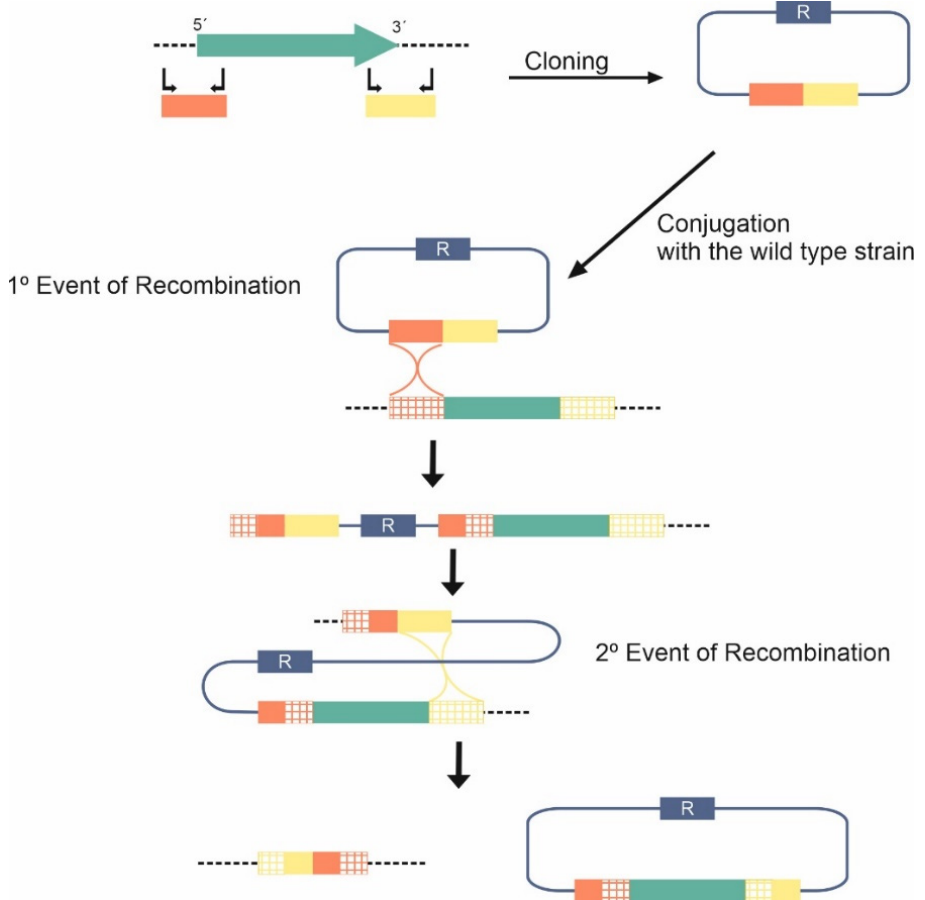 5´
3´
Cloning
R
Conjugation
with the wild type strain
R
1º Event of Recombination
R
2º Event of Recombination
R
R